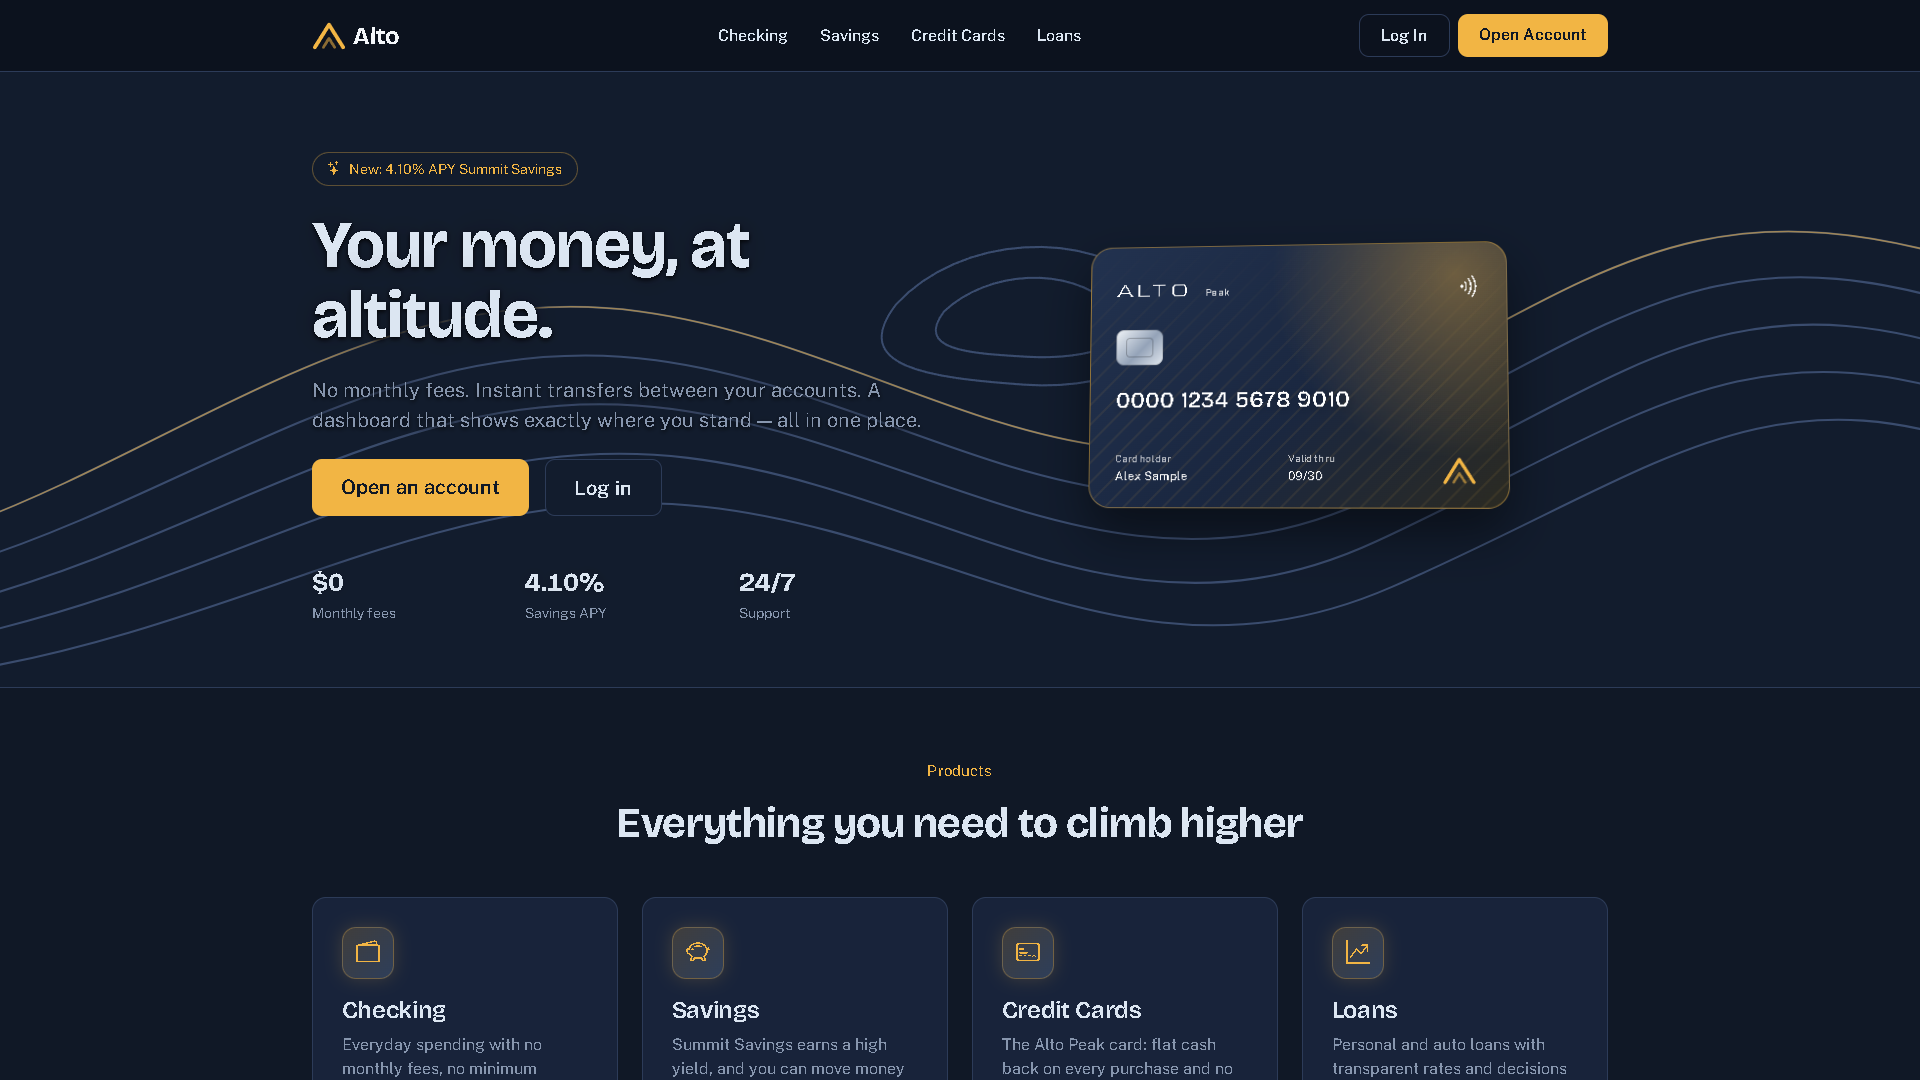 Alto
Checking
Savings
Credit Cards
Loans
Log In
Open Account
New: 4.10% APY Summit Savings
Your money, at
altitude.
No monthly fees. Instant transfers between your accounts. A
dashboard that shows exactly where you stand — all in one place.
Open an account
Log in
$0
Monthly fees
4.10%
Savings APY
24/7
Support
ALTO Peak
0000 1234 5678 9010
Cardholder
Alex Sample
Valid thru
09/30
Products
Everything you need to climb higher
Checking
Everyday spending with no
monthly fees, no minimum
Savings
Summit Savings earns a high
yield, and you can move money
Credit Cards
The Alto Peak card: flat cash
back on every purchase and no
Loans
Personal and auto loans with
transparent rates and decisions